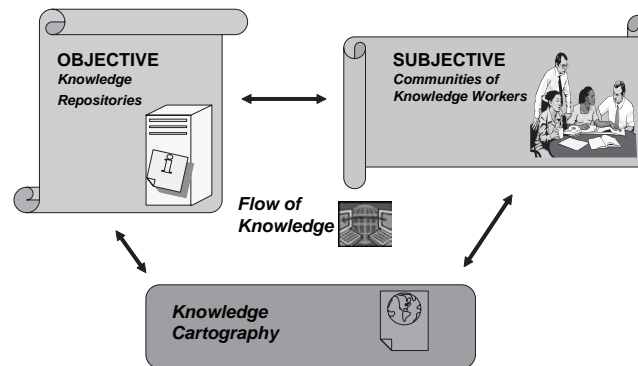 OBJECTIVE
Knowledge
Repositories
i
SUBJECTIVE
Communities of
Knowledge Workers
Flow of
Knowledge
Knowledge
Cartography